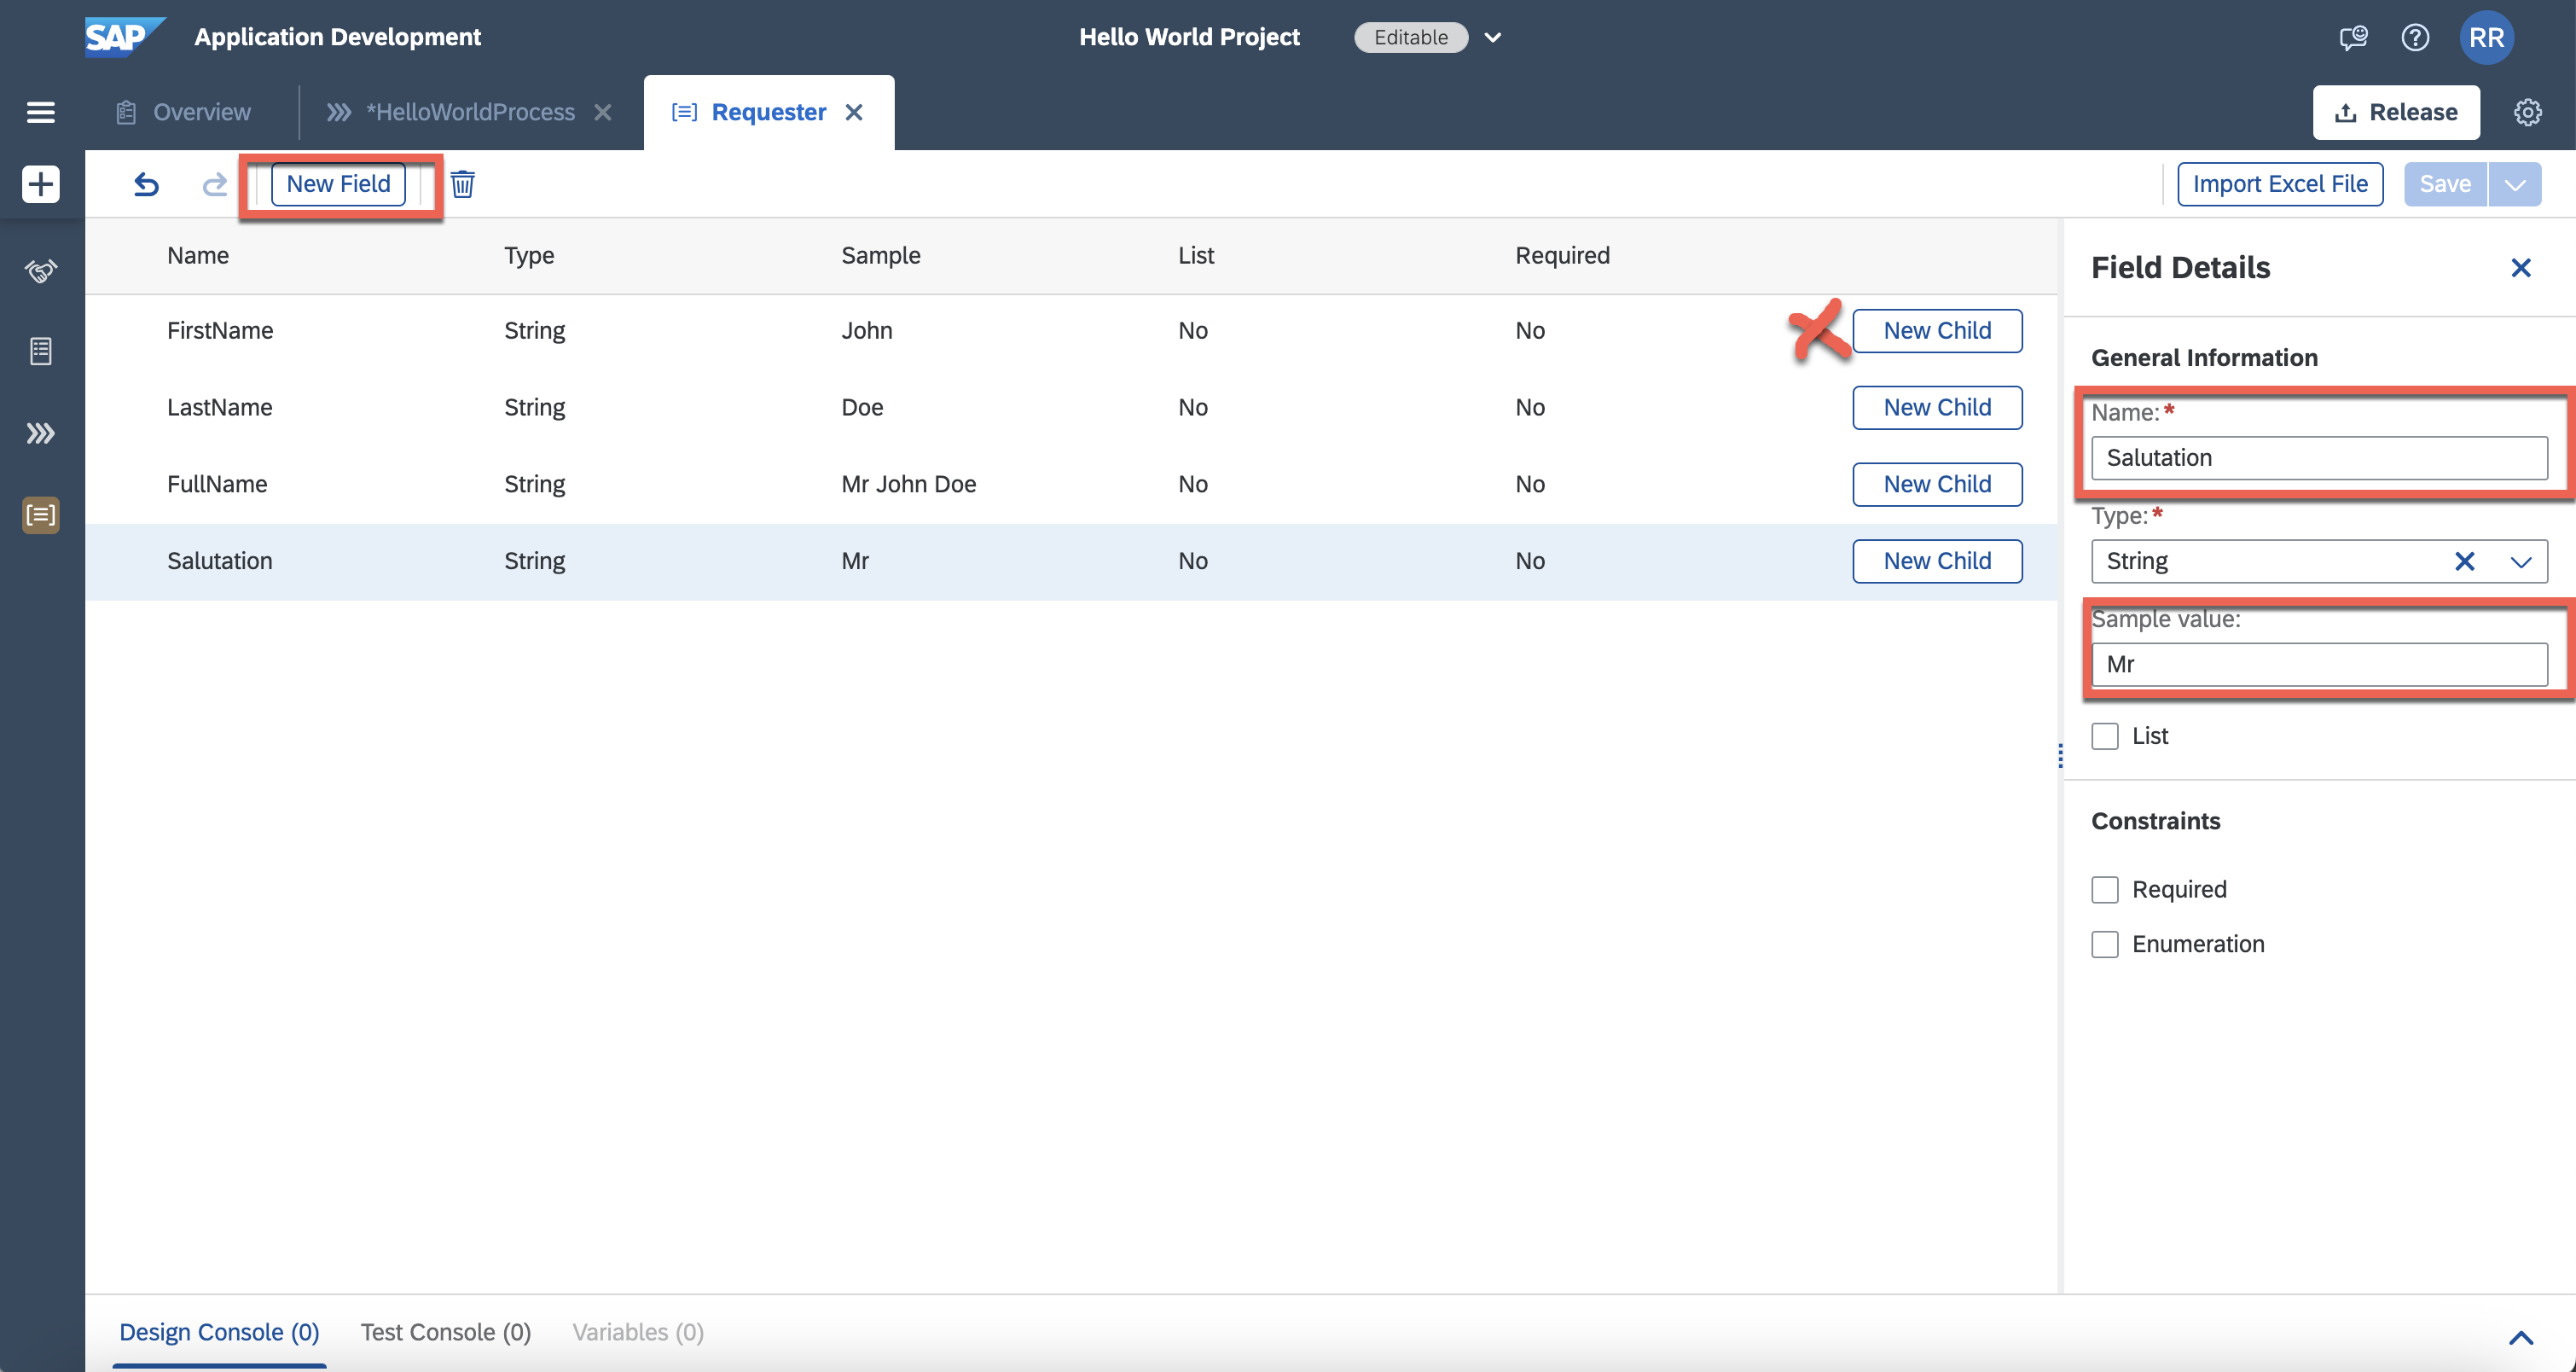 SAP Application Development Hello World Project Editable RR
Overview *HelloWorldProcess Requester Release
New Field Import Excel File Save
Name Type Sample List Required
FirstName String John No No New Child
LastName String Doe No No New Child
FullName String Mr John Doe No No New Child
Salutation String Mr No No New Child
Field Details
General Information
Name:*
Salutation
Type:*
String
Sample value:
Mr
List
Constraints
Required
Enumeration
Design Console (0) Test Console (0) Variables (0)